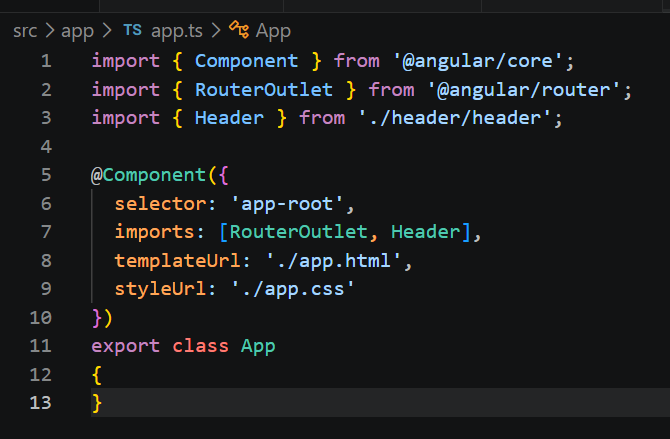 src > app > TS app.ts > App
1 import { Component } from '@angular/core';
2 import { RouterOutlet } from '@angular/router';
3 import { Header } from './header/header';
4
5 @Component({
6   selector: 'app-root',
7   imports: [RouterOutlet, Header],
8   templateUrl: './app.html',
9   styleUrl: './app.css'
10 })
11 export class App
12 {
13 }